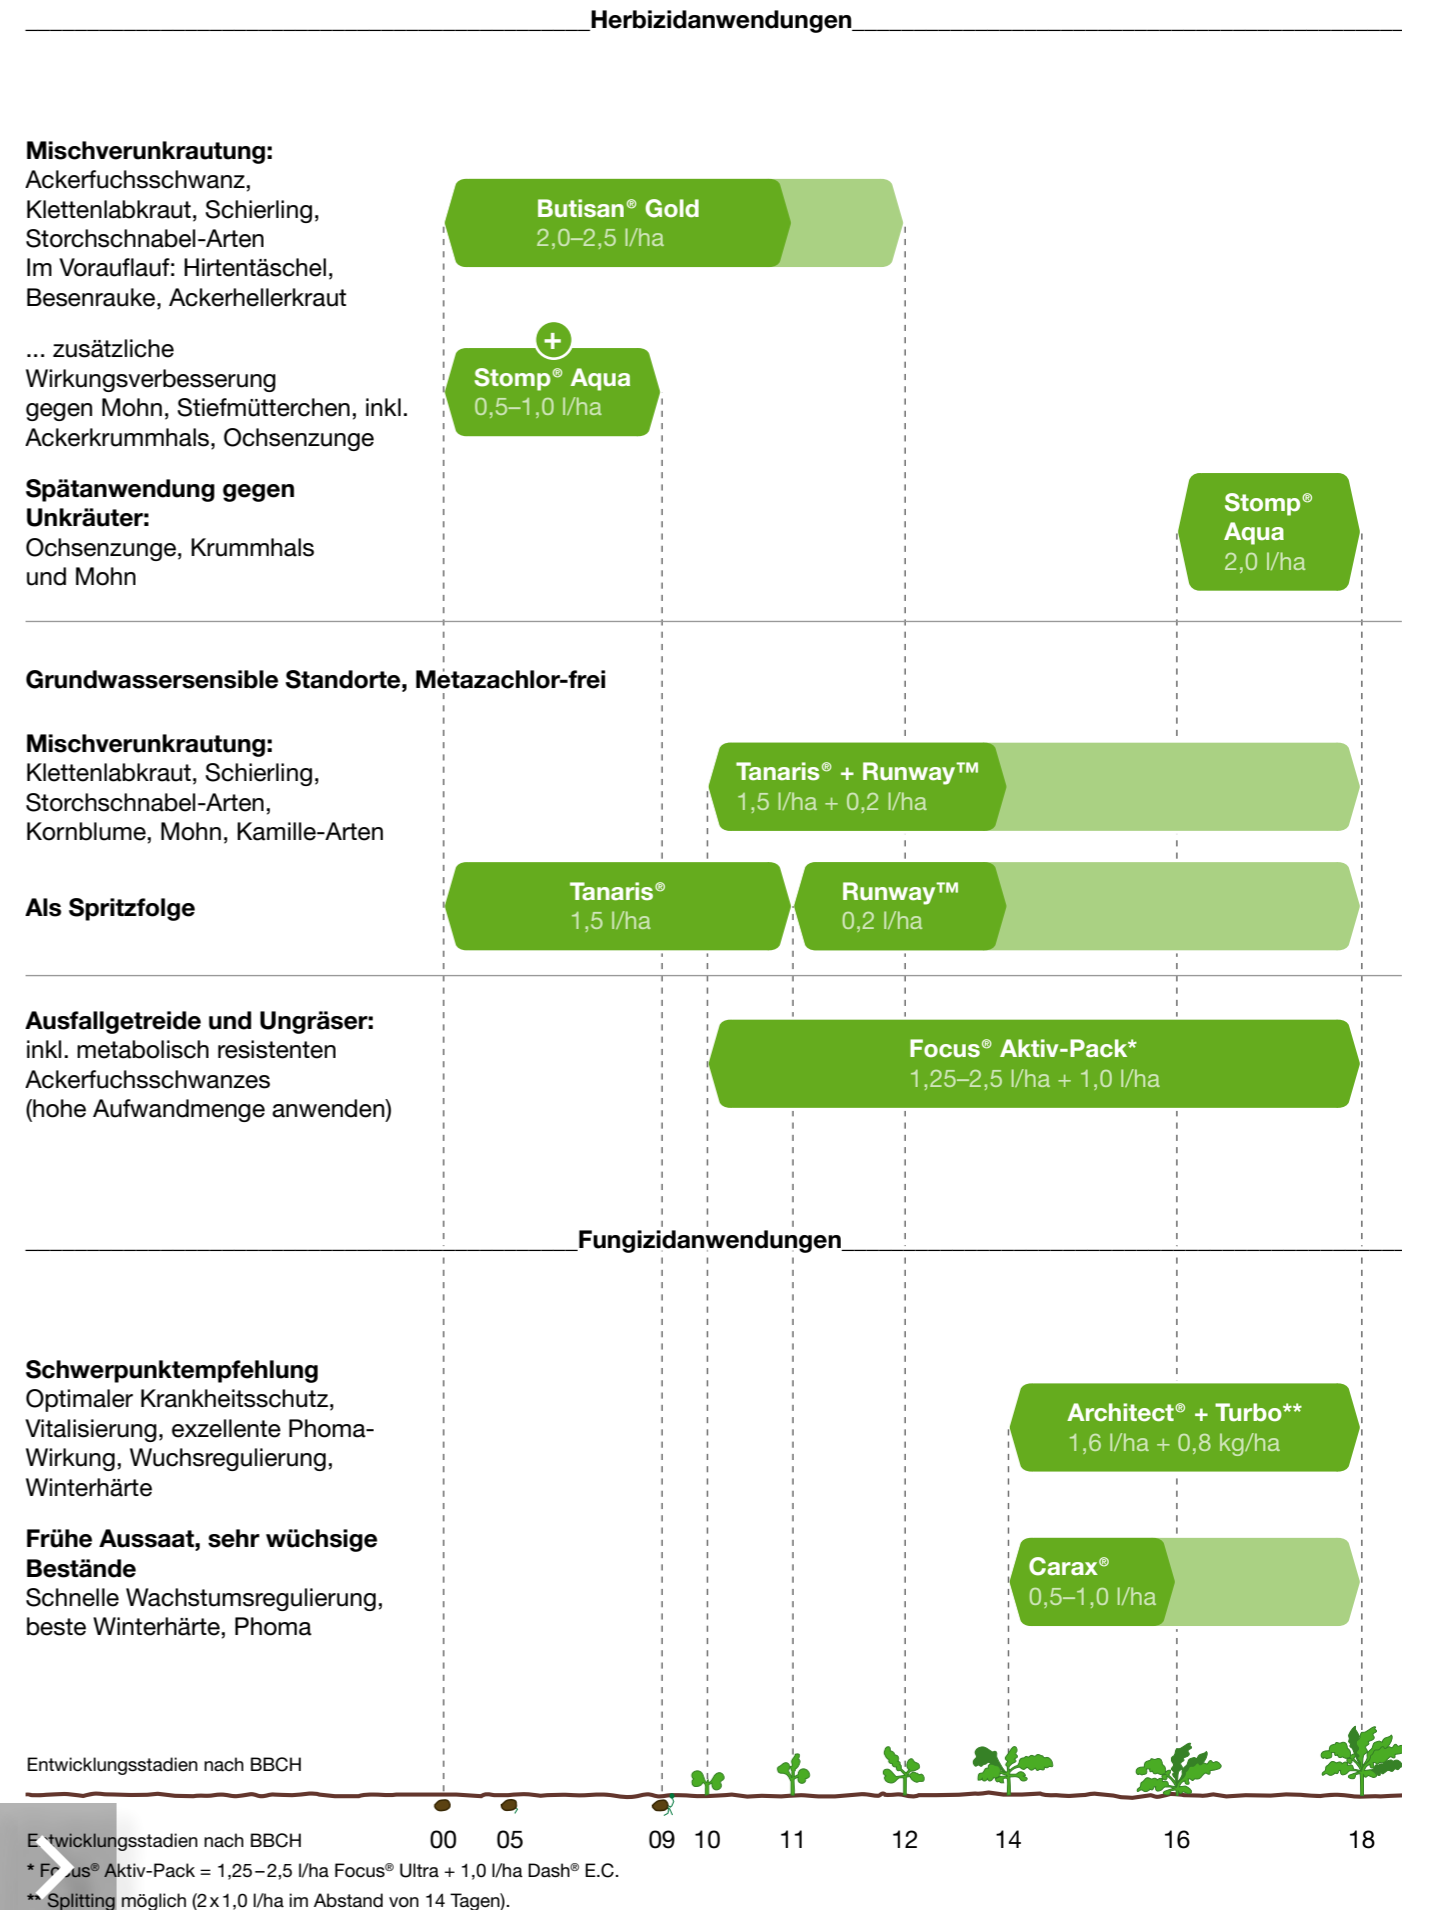 Herbizidanwendungen
Mischverunkrautung:
Ackerfuchsschwanz,
Klettenlabkraut, Schierling,
Storchschnabel-Arten
Im Vorauflauf: Hirtentäschel,
Besenrauke, Ackerhellerkraut
Butisan® Gold
2,0–2,5 l/ha
... zusätzliche
Wirkungsverbesserung
gegen Mohn, Stiefmütterchen, inkl.
Ackerkrummhals, Ochsenzunge
+
Stomp® Aqua
0,5–1,0 l/ha
Spätanwendung gegen
Unkräuter:
Ochsenzunge, Krummhals
und Mohn
Stomp®
Aqua
2,0 l/ha
Grundwassersensible Standorte, Metazachlor-frei
Mischverunkrautung:
Klettenlabkraut, Schierling,
Storchschnabel-Arten,
Kornblume, Mohn, Kamille-Arten
Tanaris® + Runway™
1,5 l/ha + 0,2 l/ha
Als Spritzfolge
Tanaris®
1,5 l/ha
Runway™
0,2 l/ha
Ausfallgetreide und Ungräser:
inkl. metabolisch resistenten
Ackerfuchsschwanzes
(hohe Aufwandmenge anwenden)
Focus® Aktiv-Pack*
1,25–2,5 l/ha + 1,0 l/ha
Fungizidanwendungen
Schwerpunktempfehlung
Optimaler Krankheitsschutz,
Vitalisierung, exzellente Phoma-
Wirkung, Wuchsregulierung,
Winterhärte
Architect® + Turbo**
1,6 l/ha + 0,8 kg/ha
Frühe Aussaat, sehr wüchsige
Bestände
Schnelle Wachstumsregulierung,
beste Winterhärte, Phoma
Carax®
0,5–1,0 l/ha
Entwicklungsstadien nach BBCH
Entwicklungsstadien nach BBCH 00 05 09 10 11 12 14 16 18
* Focus® Aktiv-Pack = 1,25–2,5 l/ha Focus® Ultra + 1,0 l/ha Dash® E.C.
** Splitting möglich (2 x 1,0 l/ha im Abstand von 14 Tagen).